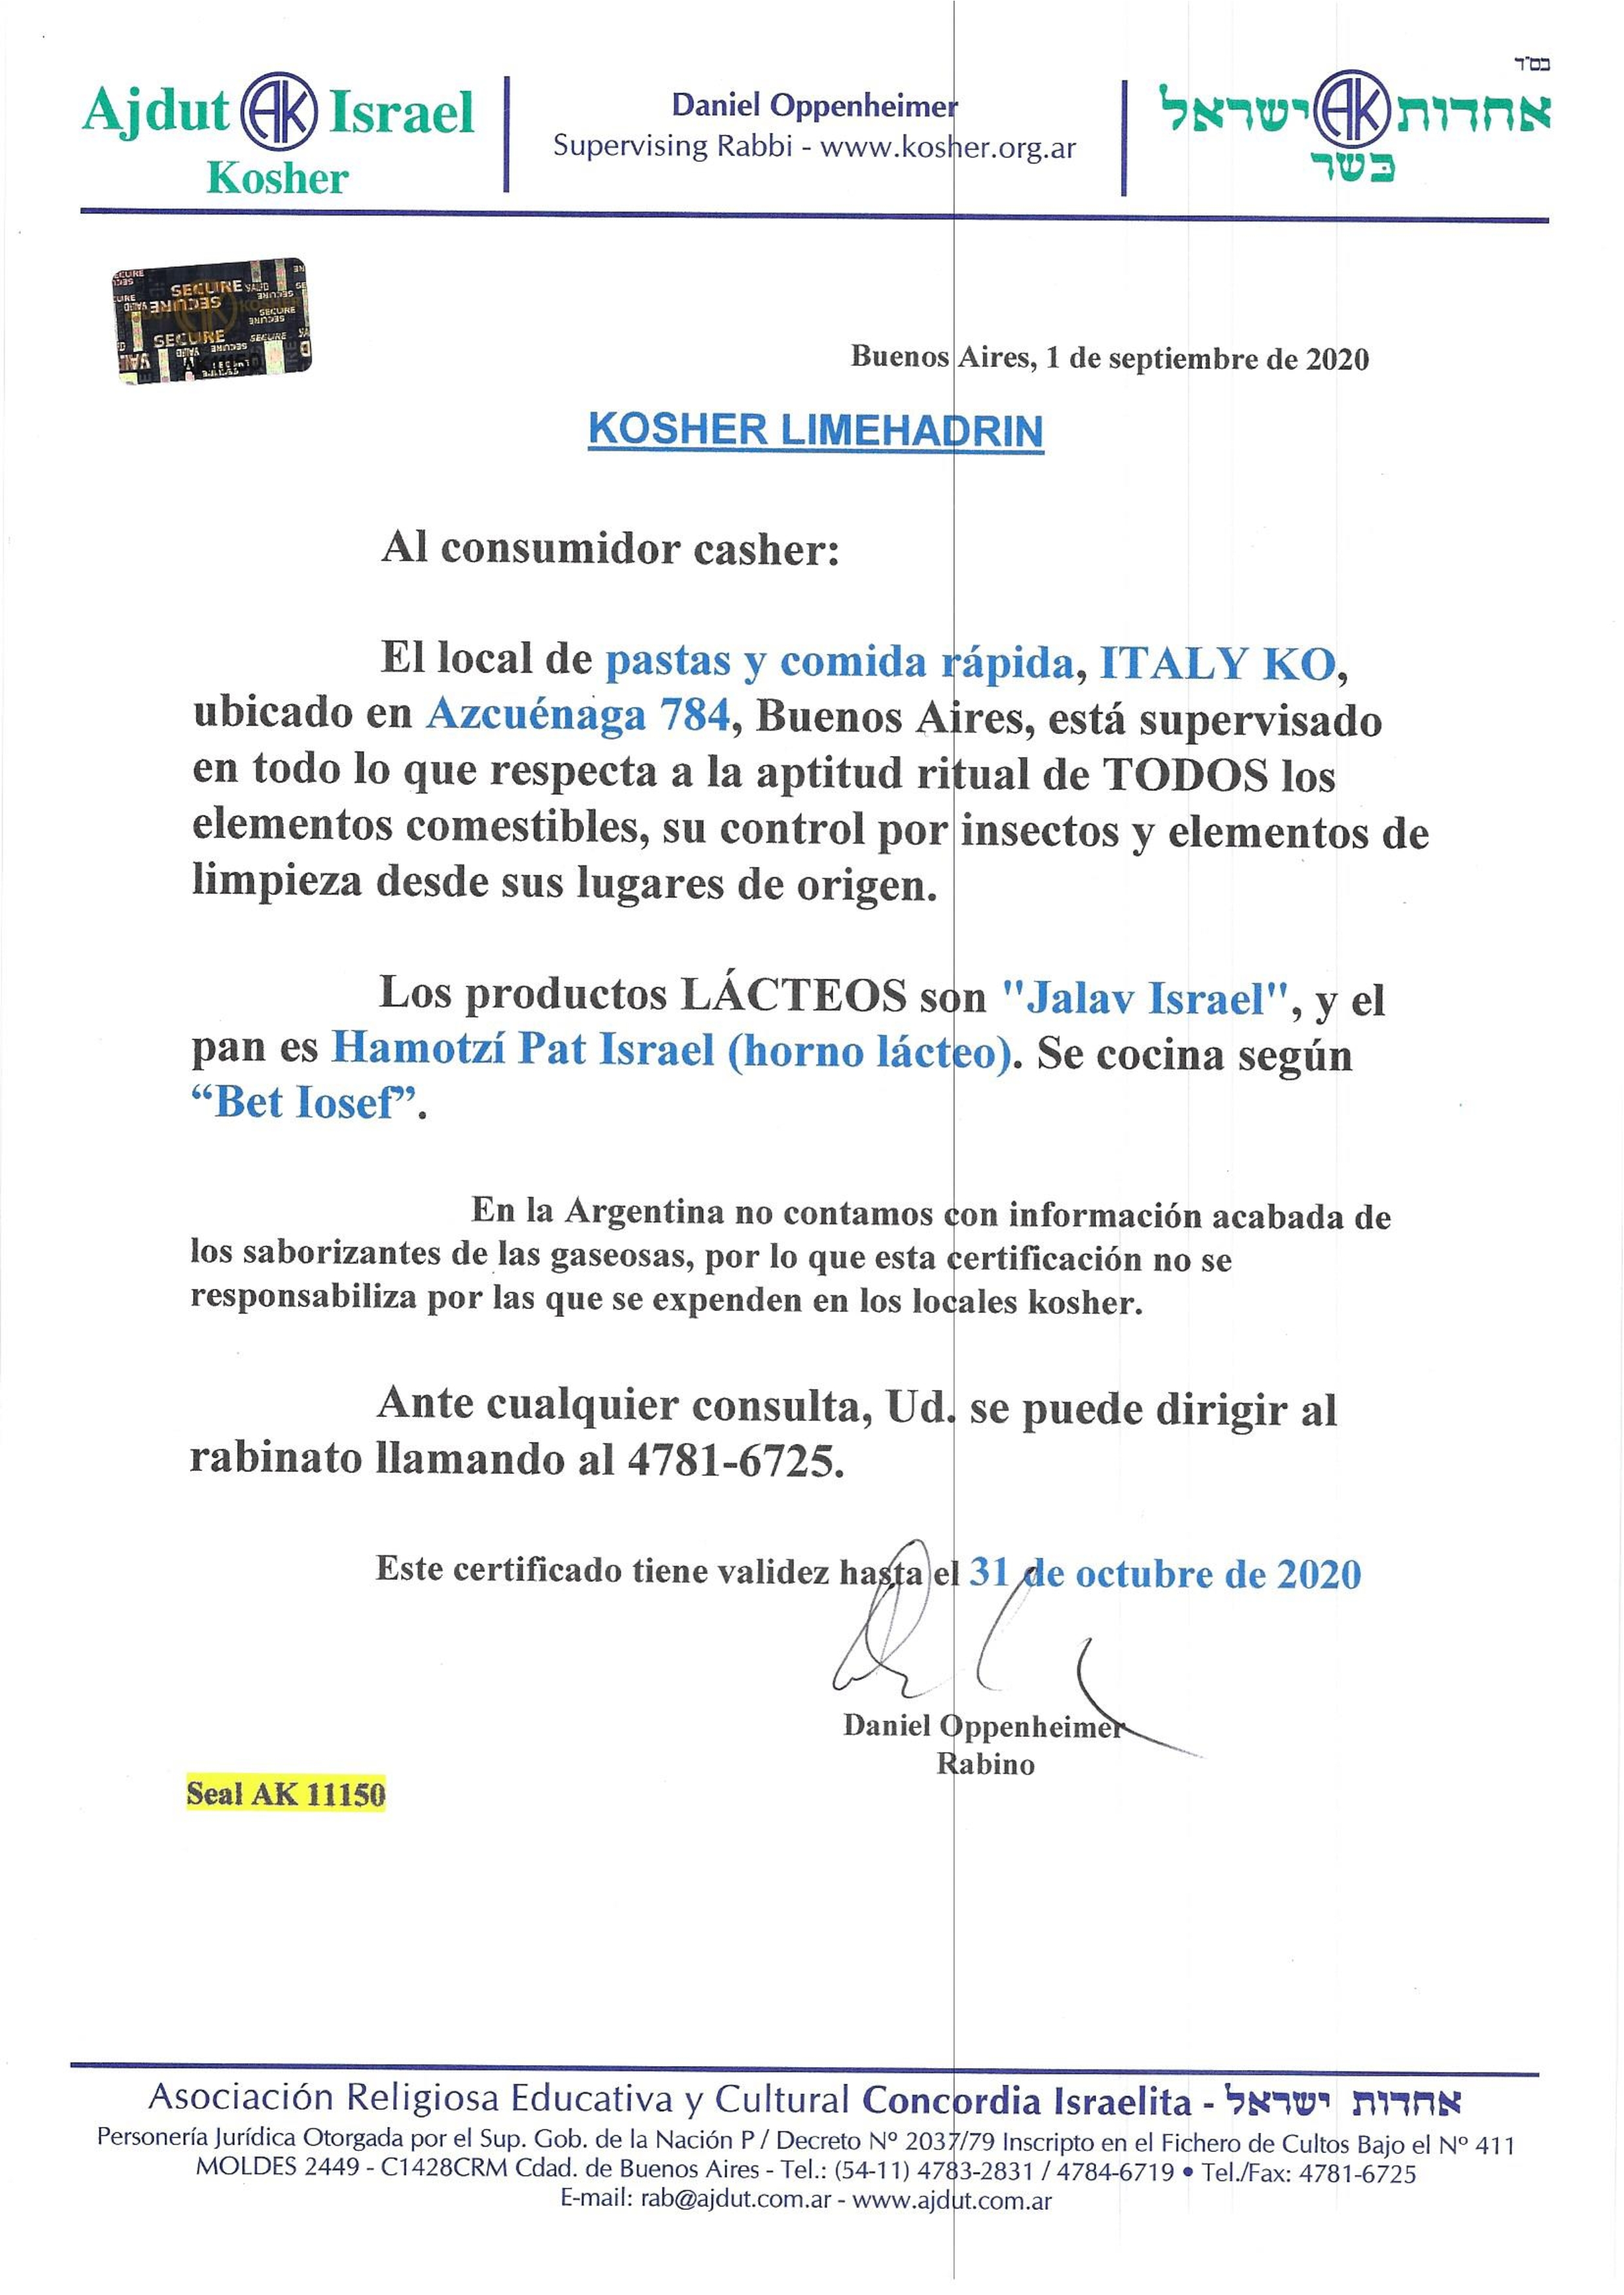 בס"ד
Ajdut AK Israel
Kosher
Daniel Oppenheimer
Supervising Rabbi - www.kosher.org.ar
אחדות AK ישראל
כשר
SECURE
SECURE
SECURE
Buenos Aires, 1 de septiembre de 2020
KOSHER LIMEHADRIN
Al consumidor casher:
El local de pastas y comida rápida, ITALY KO,
ubicado en Azcuénaga 784, Buenos Aires, está supervisado
en todo lo que respecta a la aptitud ritual de TODOS los
elementos comestibles, su control por insectos y elementos de
limpieza desde sus lugares de origen.
Los productos LÁCTEOS son "Jalav Israel", y el
pan es Hamotzí Pat Israel (horno lácteo). Se cocina según
“Bet Iosef”.
En la Argentina no contamos con información acabada de
los saborizantes de las gaseosas, por lo que esta certificación no se
responsabiliza por las que se expenden en los locales kosher.
Ante cualquier consulta, Ud. se puede dirigir al
rabinato llamando al 4781-6725.
Este certificado tiene validez hasta el 31 de octubre de 2020
Daniel Oppenheimer
Rabino
Seal AK 11150
Asociación Religiosa Educativa y Cultural Concordia Israelita - אחדות ישראל
Personería Jurídica Otorgada por el Sup. Gob. de la Nación P / Decreto Nº 2037/79 Inscripto en el Fichero de Cultos Bajo el Nº 411
MOLDES 2449 - C1428CRM Cdad. de Buenos Aires - Tel.: (54-11) 4783-2831 / 4784-6719 • Tel./Fax: 4781-6725
E-mail: rab@ajdut.com.ar - www.ajdut.com.ar